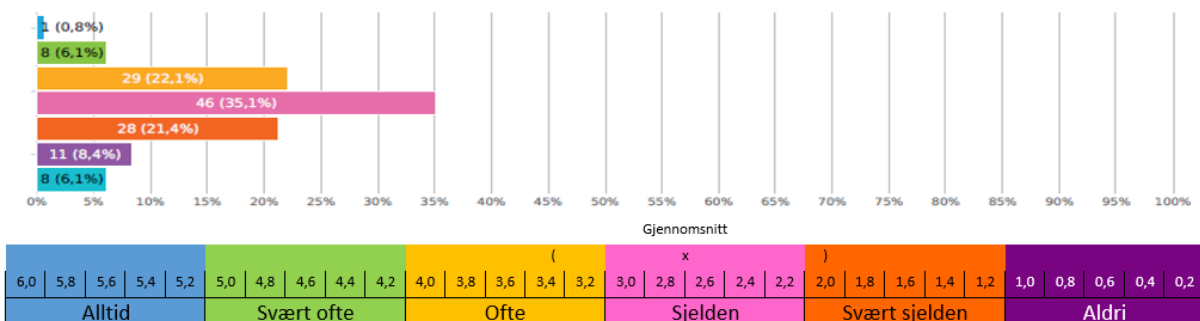 1 (0,8%)
8 (6,1%)
29 (22,1%)
46 (35,1%)
28 (21,4%)
11 (8,4%)
8 (6,1%)
0% 5% 10% 15% 20% 25% 30% 35% 40% 45% 50% 55% 60% 65% 70% 75% 80% 85% 90% 95% 100%
Gjennomsnitt
( x )
6,0 5,8 5,6 5,4 5,2 5,0 4,8 4,6 4,4 4,2 4,0 3,8 3,6 3,4 3,2 3,0 2,8 2,6 2,4 2,2 2,0 1,8 1,6 1,4 1,2 1,0 0,8 0,6 0,4 0,2
Alltid Svært ofte Ofte Sjelden Svært sjelden Aldri